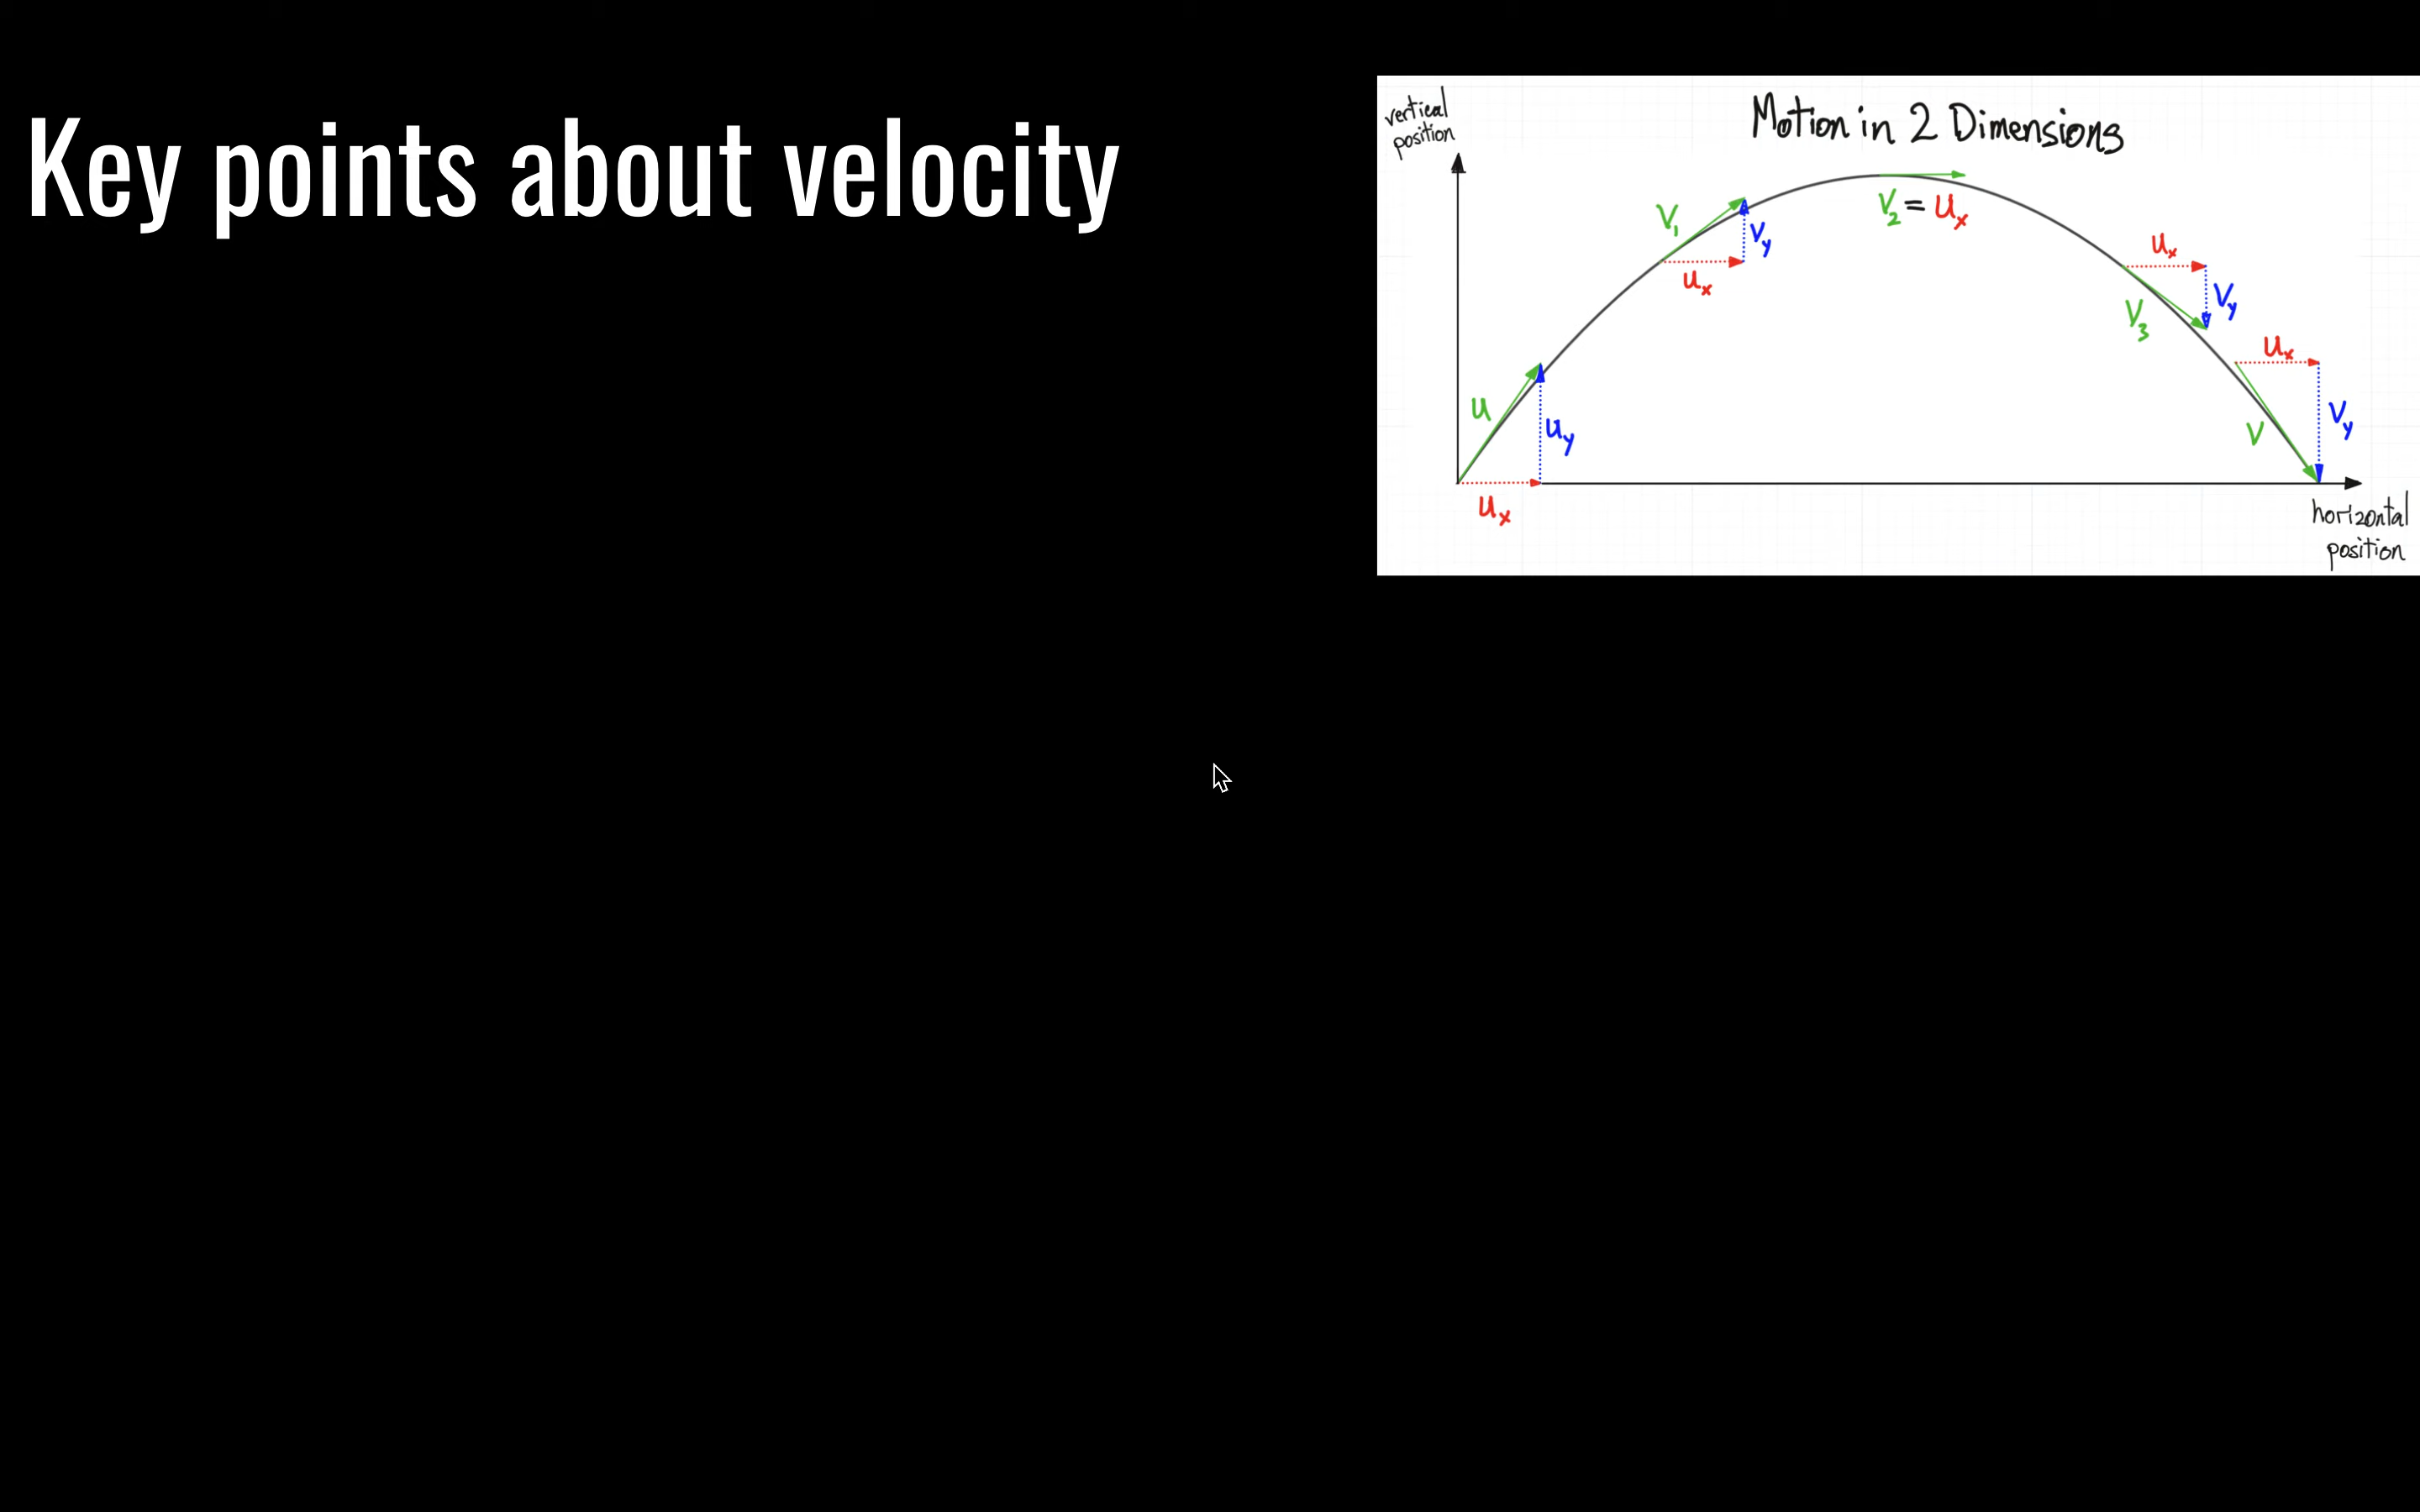 Key points about velocity
Motion in 2 Dimensions
vertical
position
V₁
Vy
uₓ
V₂ = uₓ
uₓ
Vy
V₃
uₓ
Vy
V
u
uy
uₓ
horizontal
position